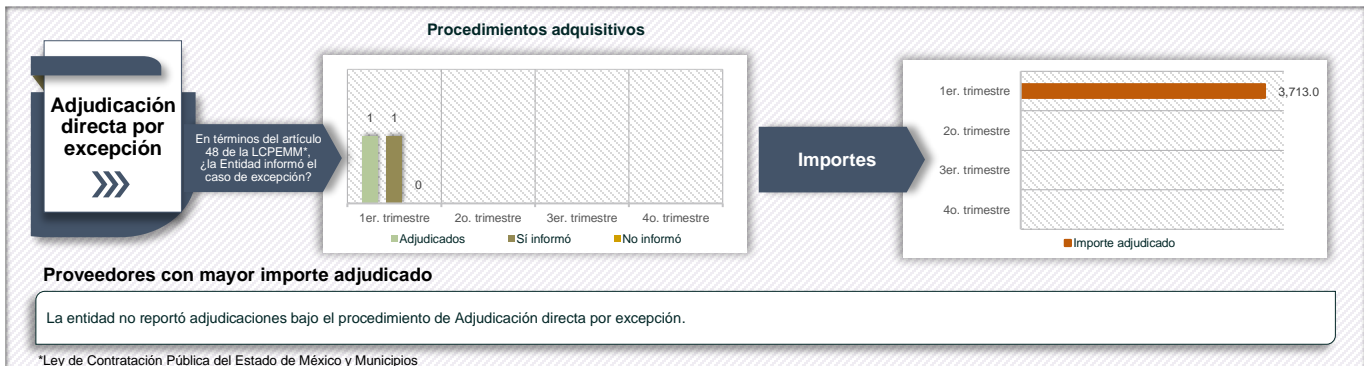 Procedimientos adquisitivos
Adjudicación
directa por
excepción
En términos del artículo
48 de la LCPEMM*,
¿la Entidad informó el
caso de excepción?
1 1
0
1er. trimestre 2o. trimestre 3er. trimestre 4o. trimestre
Adjudicados Sí informó No informó
Importes
1er. trimestre 3,713.0
2o. trimestre
3er. trimestre
4o. trimestre
Importe adjudicado
Proveedores con mayor importe adjudicado
La entidad no reportó adjudicaciones bajo el procedimiento de Adjudicación directa por excepción.
*Ley de Contratación Pública del Estado de México y Municipios